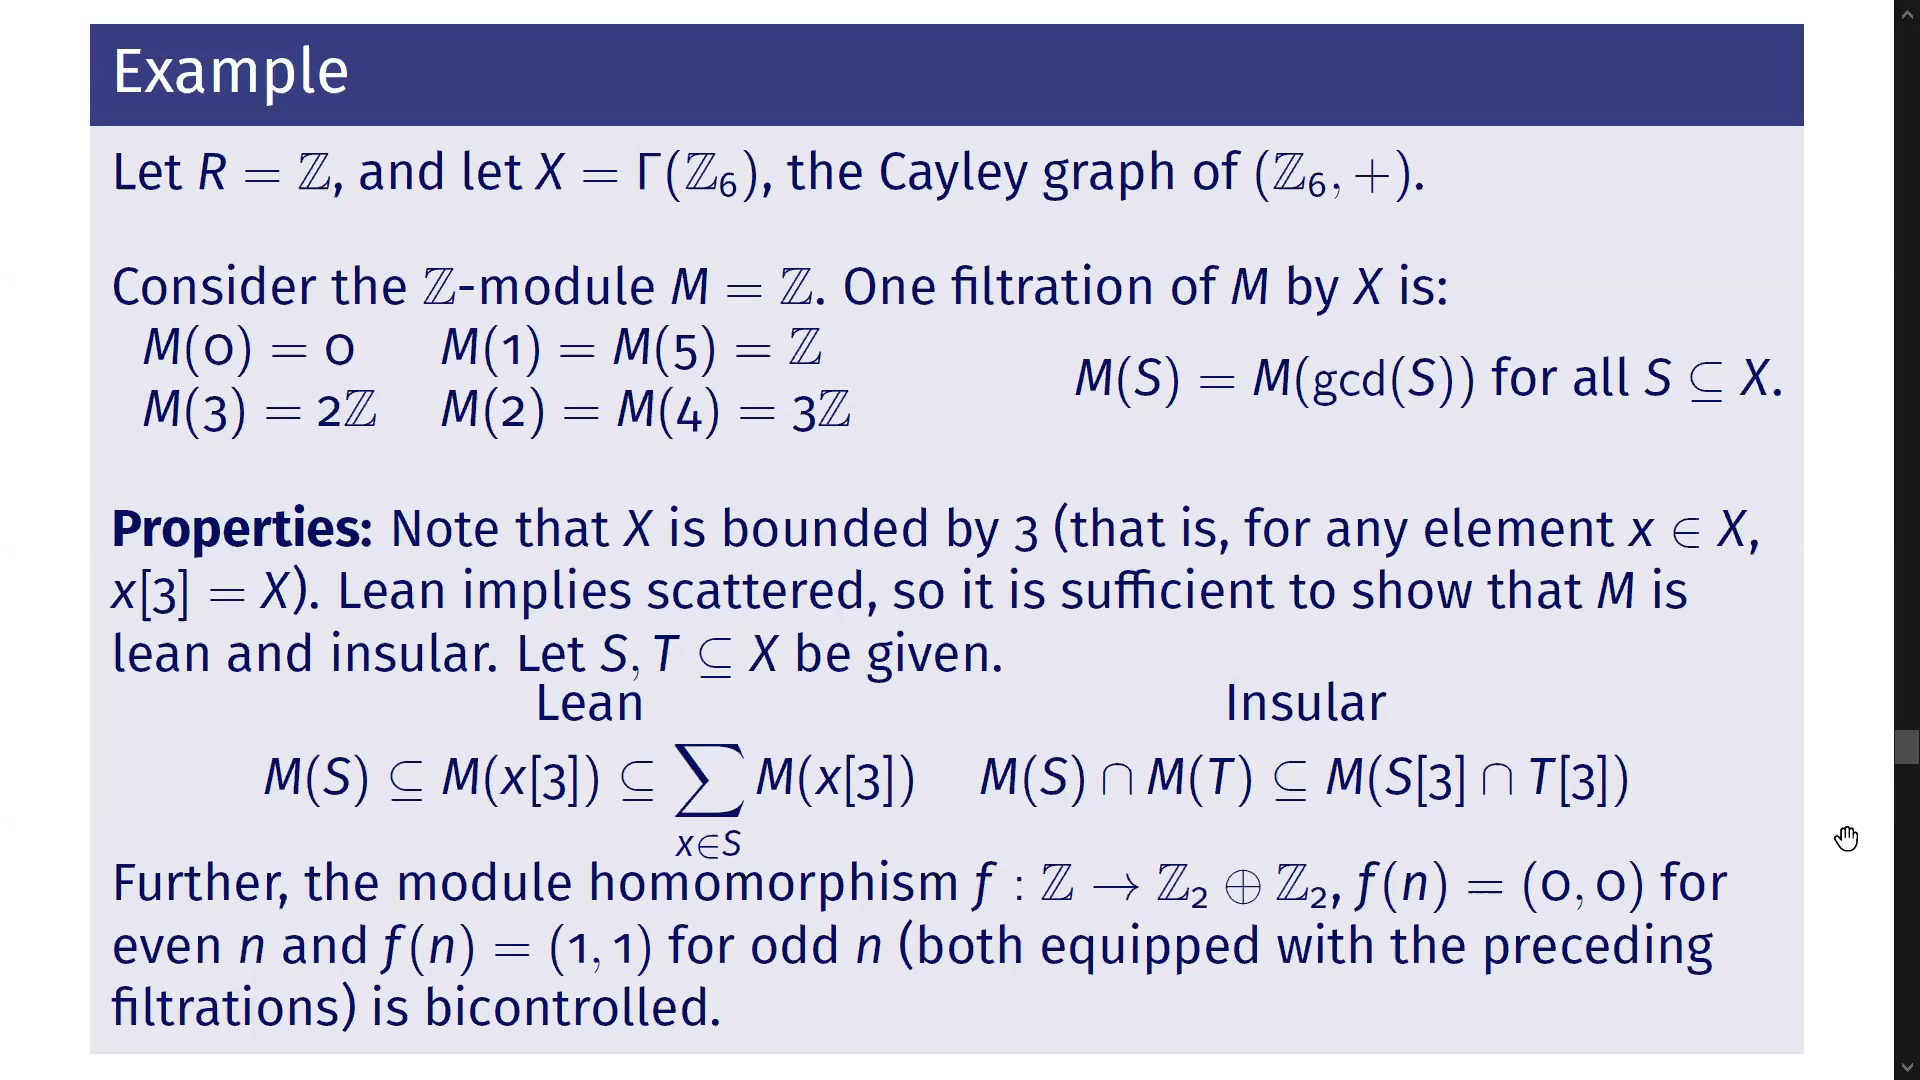 Example
Let R = ℤ, and let X = Γ(ℤ₆), the Cayley graph of (ℤ₆, +).
Consider the ℤ-module M = ℤ. One filtration of M by X is:
M(0) = 0 M(1) = M(5) = ℤ
M(S) = M(gcd(S)) for all S ⊆ X.
M(3) = 2ℤ M(2) = M(4) = 3ℤ
Properties: Note that X is bounded by 3 (that is, for any element x ∈ X,
x[3] = X). Lean implies scattered, so it is sufficient to show that M is
lean and insular. Let S, T ⊆ X be given.
Lean Insular
M(S) ⊆ M(x[3]) ⊆ ∑ M(x[3]) M(S) ∩ M(T) ⊆ M(S[3] ∩ T[3])
x∈S
Further, the module homomorphism f : ℤ → ℤ₂ ⊕ ℤ₂, f(n) = (0, 0) for
even n and f(n) = (1, 1) for odd n (both equipped with the preceding
filtrations) is bicontrolled.